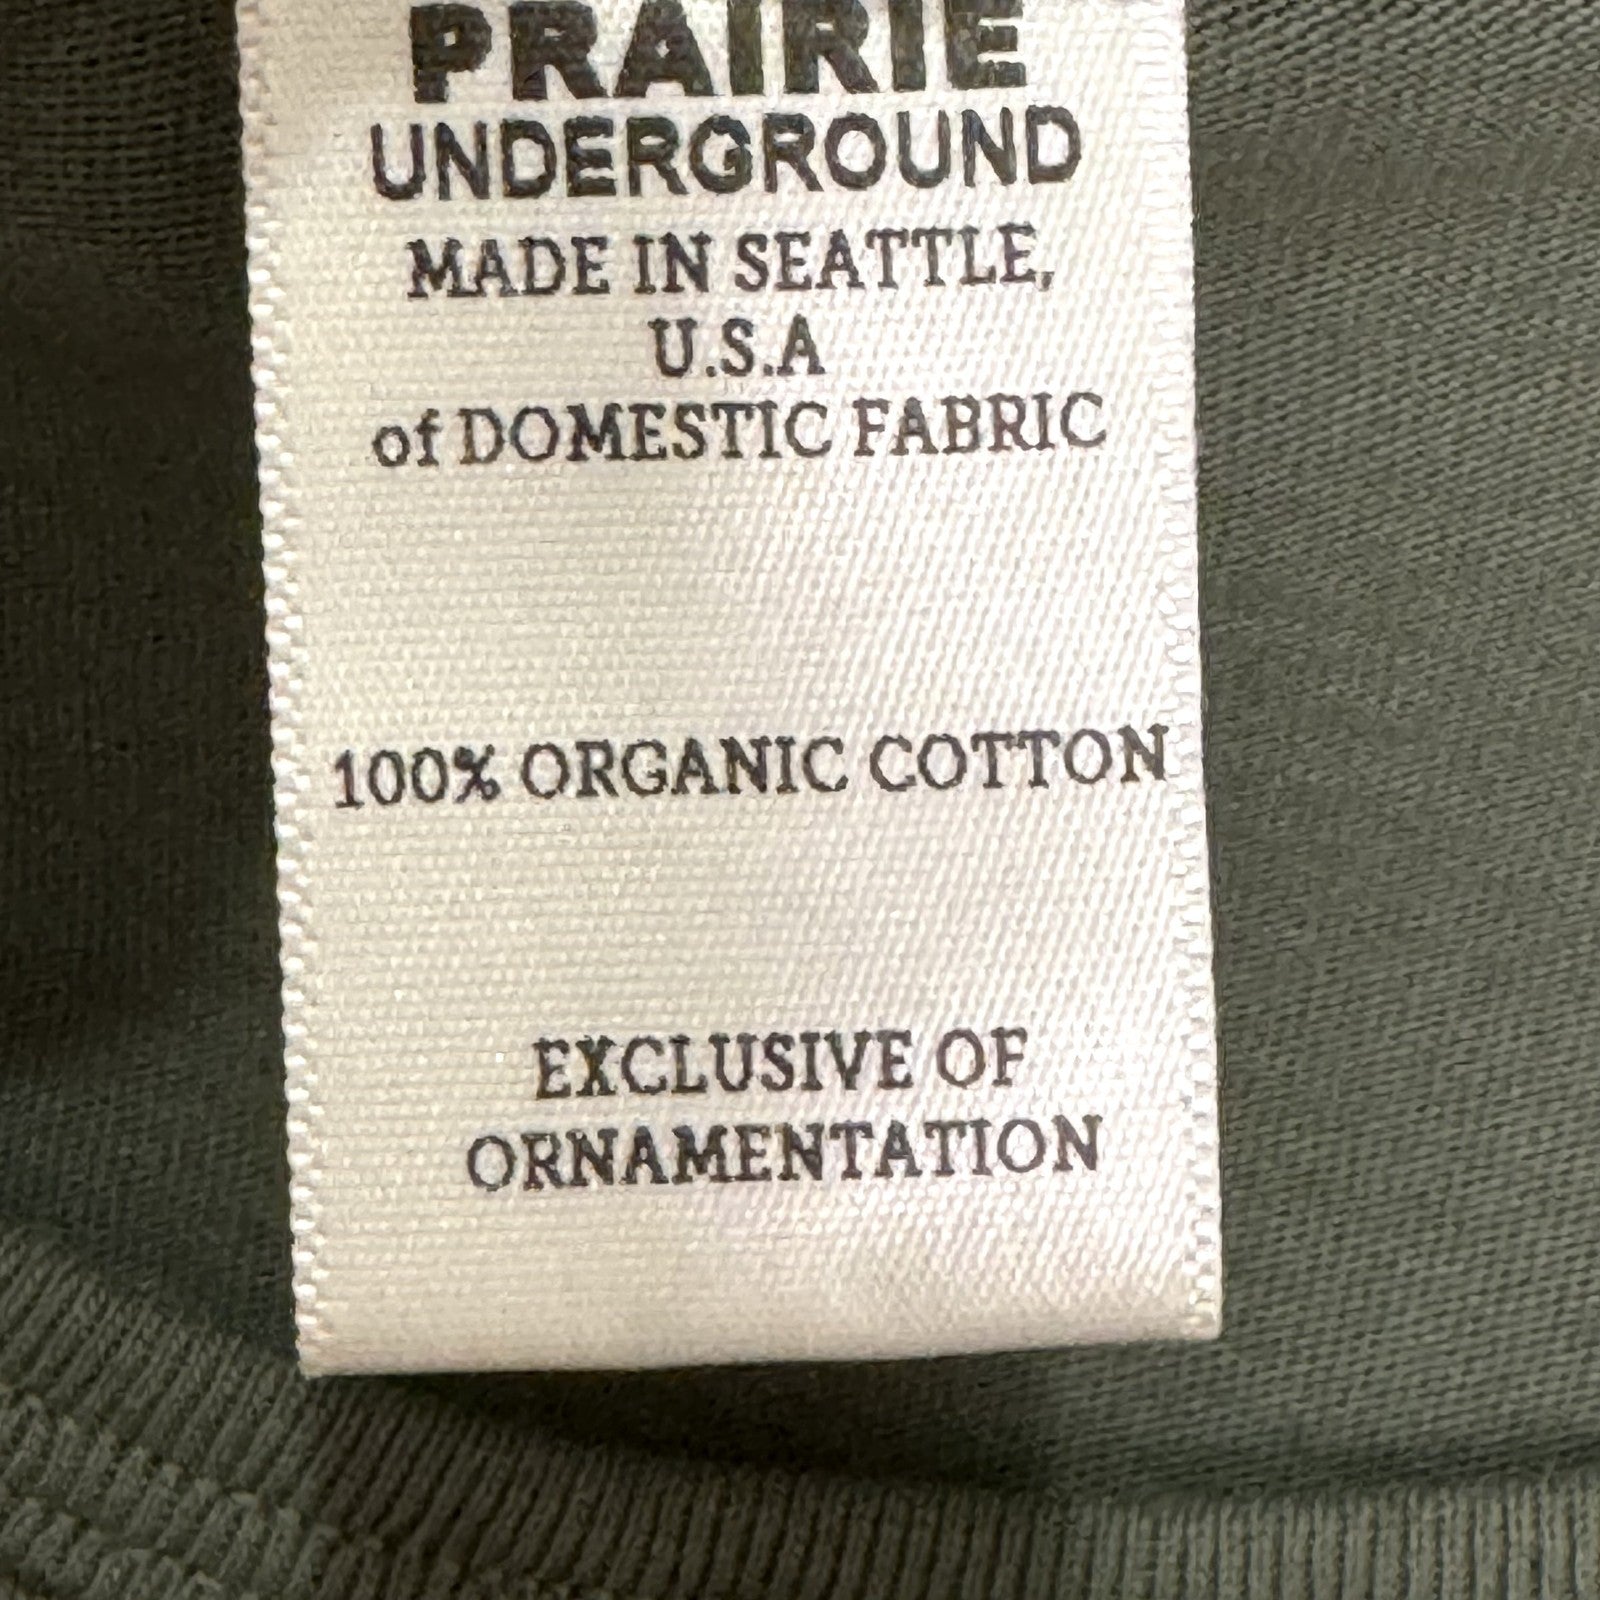 PRAIRIE
UNDERGROUND
MADE IN SEATTLE,
U.S.A
of DOMESTIC FABRIC
100% ORGANIC COTTON
EXCLUSIVE OF
ORNAMENTATION